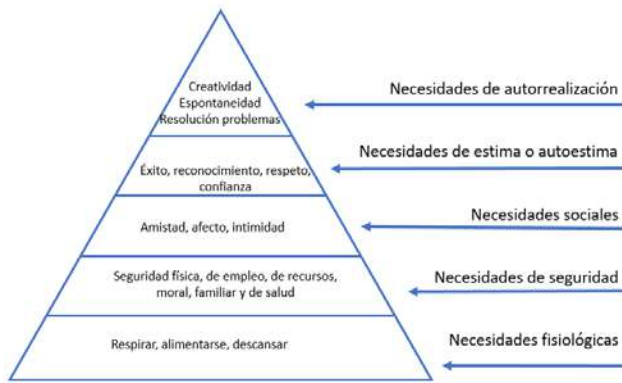 Creatividad
Espontaneidad
Resolución problemas
Necesidades de autorrealización
Éxito, reconocimiento, respeto,
confianza
Necesidades de estima o autoestima
Amistad, afecto, intimidad
Necesidades sociales
Seguridad física, de empleo, de recursos,
moral, familiar y de salud
Necesidades de seguridad
Respirar, alimentarse, descansar
Necesidades fisiológicas